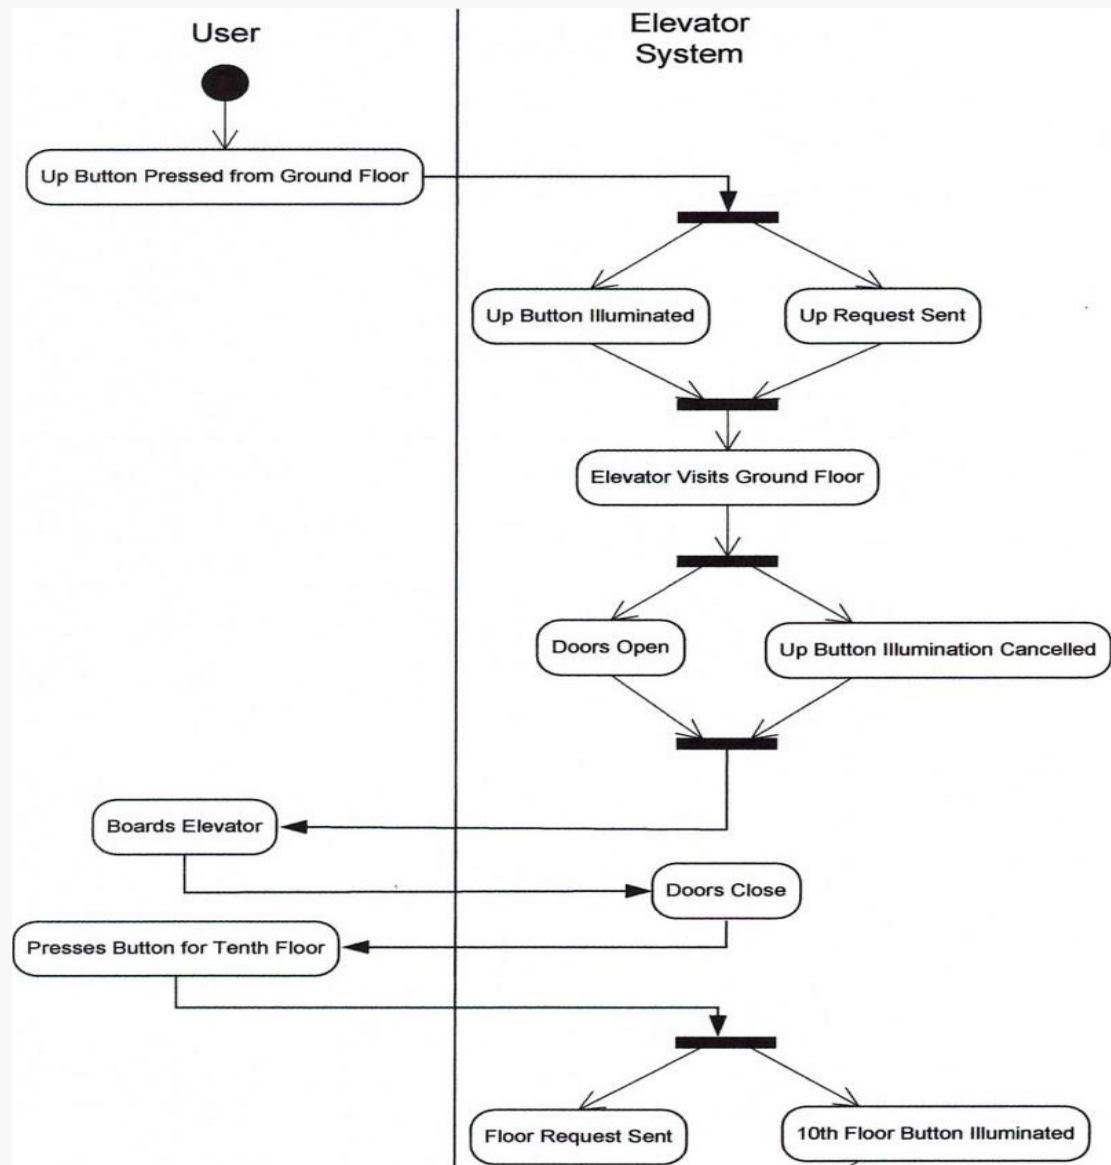 User
Elevator
System
Up Button Pressed from Ground Floor
Up Button Illuminated
Up Request Sent
Elevator Visits Ground Floor
Doors Open
Up Button Illumination Cancelled
Boards Elevator
Doors Close
Presses Button for Tenth Floor
Floor Request Sent
10th Floor Button Illuminated